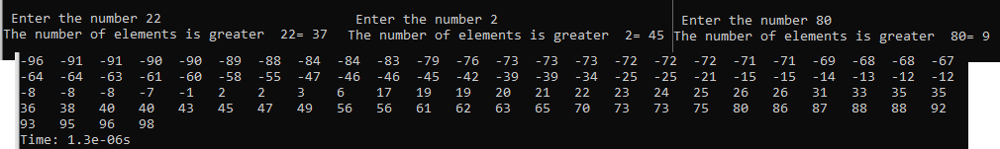 Enter the number 22
The number of elements is greater  22= 37
Enter the number 2
The number of elements is greater  2= 45
Enter the number 80
The number of elements is greater  80= 9
-96 -91 -91 -90 -90 -89 -88 -84 -84 -83 -79 -76 -73 -73 -73 -72 -72 -72 -71 -71 -69 -68 -68 -67
-64 -64 -63 -61 -60 -58 -55 -47 -46 -46 -45 -42 -39 -39 -34 -25 -25 -21 -15 -15 -14 -13 -12 -12
-8 -8 -8 -7 -1 2 2 3 6 17 19 19 20 21 22 23 24 25 26 26 31 33 35 35
36 38 40 40 43 45 47 49 56 56 61 62 63 65 70 73 73 75 80 86 87 88 88 92
93 95 96 98
Time: 1.3e-06s